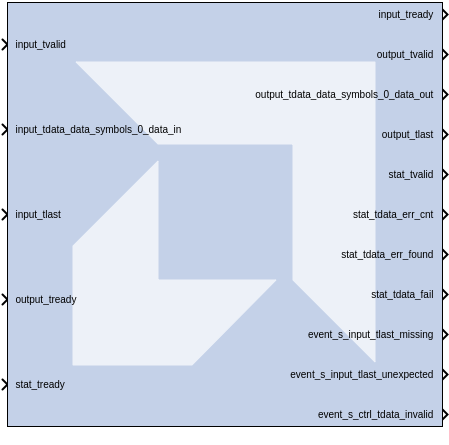 input_tvalid
input_tdata_data_symbols_0_data_in
input_tlast
output_tready
stat_tready
input_tready
output_tvalid
output_tdata_data_symbols_0_data_out
output_tlast
stat_tvalid
stat_tdata_err_cnt
stat_tdata_err_found
stat_tdata_fail
event_s_input_tlast_missing
event_s_input_tlast_unexpected
event_s_ctrl_tdata_invalid